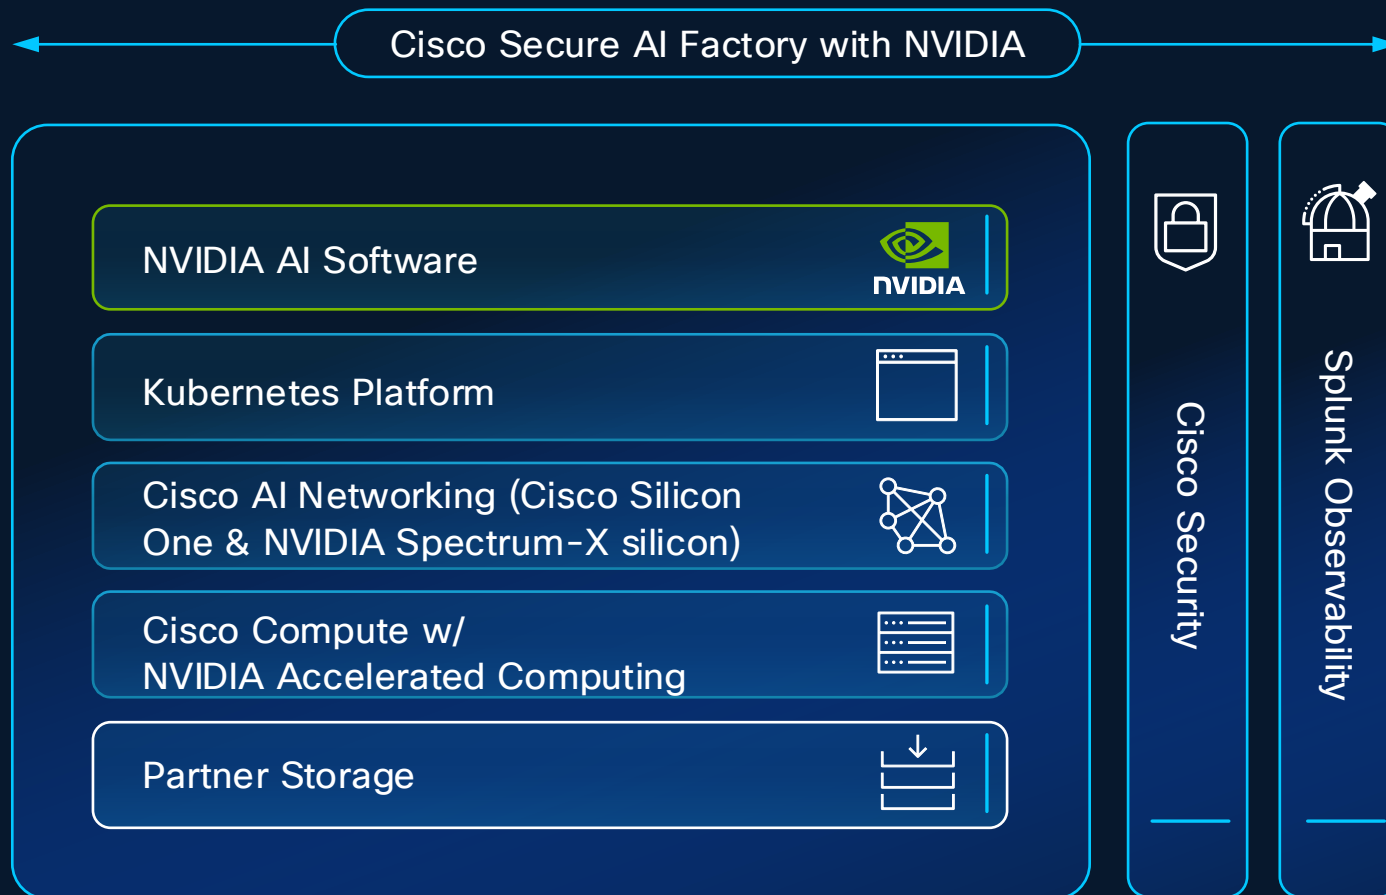 Cisco Secure AI Factory with NVIDIA
NVIDIA AI Software
NVIDIA
Kubernetes Platform
Cisco AI Networking (Cisco Silicon
One & NVIDIA Spectrum-X silicon)
Cisco Compute w/
NVIDIA Accelerated Computing
Partner Storage
Cisco Security
Splunk Observability